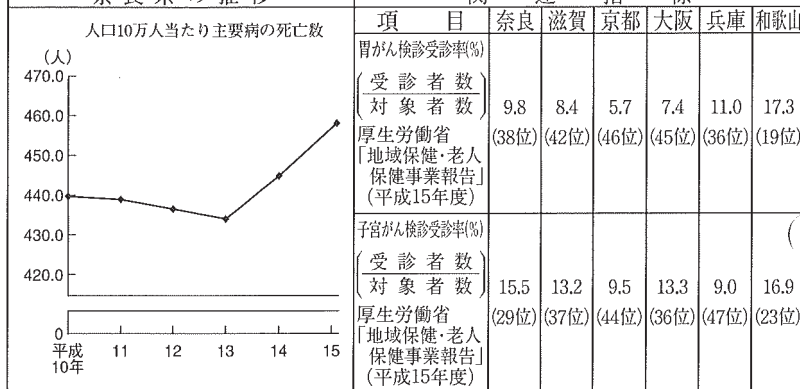 奈良県の推移
関連指標
人口10万人当たり主要病の死亡数
(人)
470.0
460.0
450.0
440.0
430.0
420.0
0
平成10年 11 12 13 14 15
項目 奈良 滋賀 京都 大阪 兵庫 和歌山
胃がん検診受診率(%)
(受診者数
対象者数)
9.8 8.4 5.7 7.4 11.0 17.3
厚生労働省 (38位) (42位) (46位) (45位) (36位) (19位)
「地域保健・老人
保健事業報告」
(平成15年度)
子宮がん検診受診率(%)
(受診者数
対象者数)
15.5 13.2 9.5 13.3 9.0 16.9
厚生労働省 (29位) (37位) (44位) (36位) (47位) (23位)
「地域保健・老人
保健事業報告」
(平成15年度)